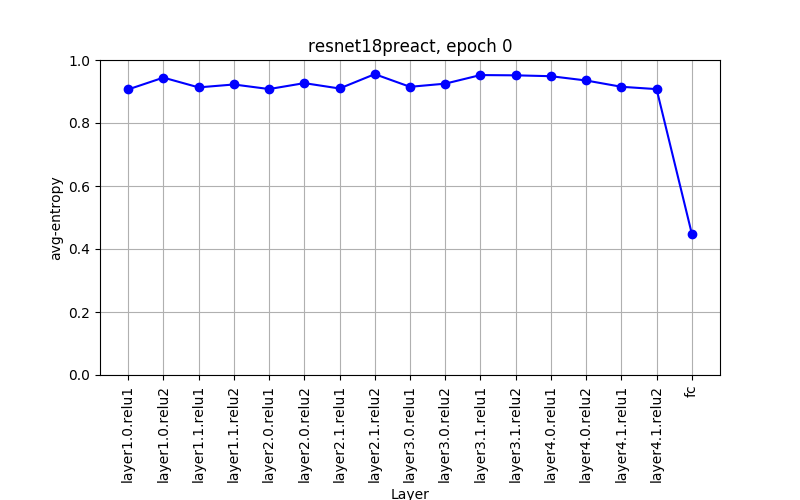 resnet18preact, epoch 0
1.0
0.8
0.6
0.4
0.2
0.0
avg-entropy
layer1.0.relu1
layer1.0.relu2
layer1.1.relu1
layer1.1.relu2
layer2.0.relu1
layer2.0.relu2
layer2.1.relu1
layer2.1.relu2
layer3.0.relu1
layer3.0.relu2
layer3.1.relu1
layer3.1.relu2
layer4.0.relu1
layer4.0.relu2
layer4.1.relu1
layer4.1.relu2
fc
Layer